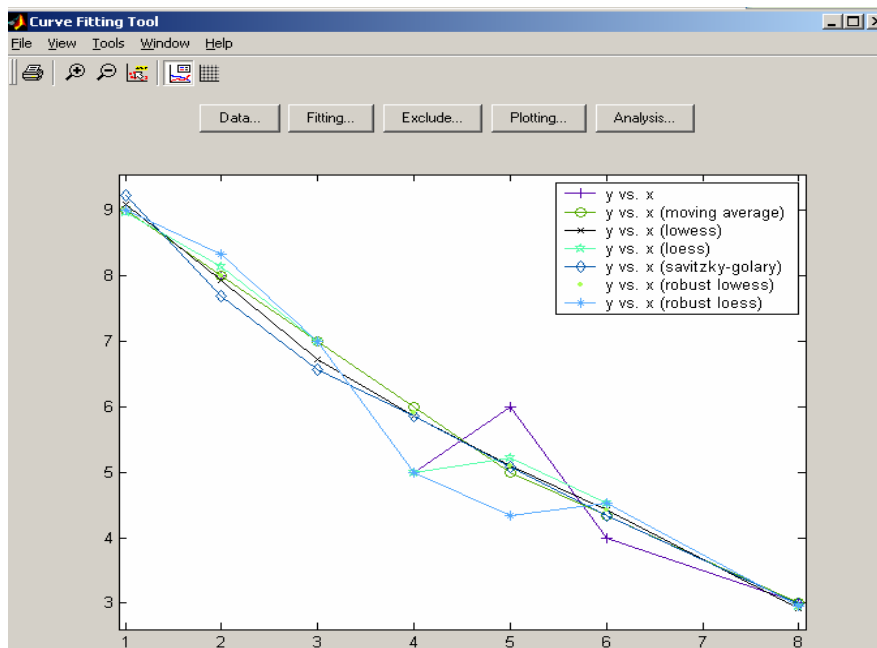 Curve Fitting Tool
File View Tools Window Help
Data... Fitting... Exclude... Plotting... Analysis...
y vs. x
y vs. x (moving average)
y vs. x (lowess)
y vs. x (loess)
y vs. x (savitzky-golary)
y vs. x (robust lowess)
y vs. x (robust loess)
9
8
7
6
5
4
3
1 2 3 4 5 6 7 8